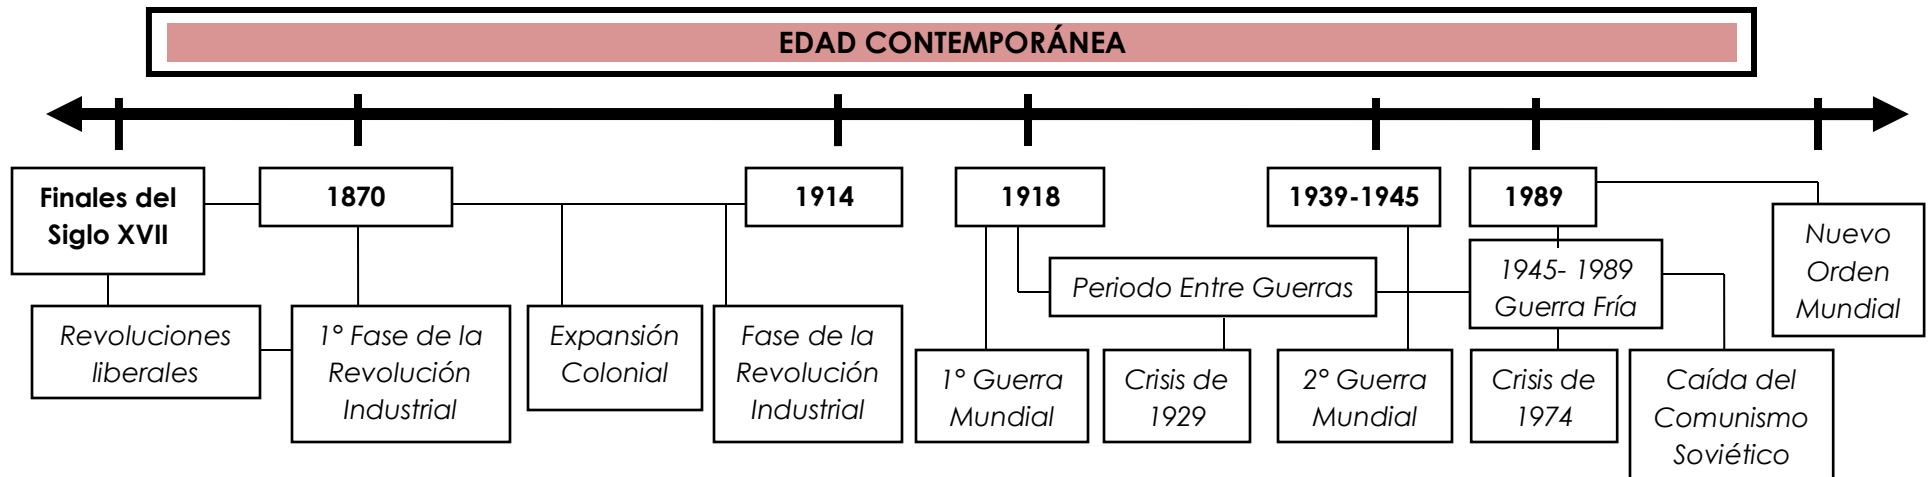 EDAD CONTEMPORÁNEA
Finales del
Siglo XVII
1870
1914
1918
1939-1945
1989
Nuevo
Orden
Mundial
Periodo Entre Guerras
1945- 1989
Guerra Fría
Revoluciones
liberales
1° Fase de la
Revolución
Industrial
Expansión
Colonial
Fase de la
Revolución
Industrial
1° Guerra
Mundial
Crisis de
1929
2° Guerra
Mundial
Crisis de
1974
Caída del
Comunismo
Soviético